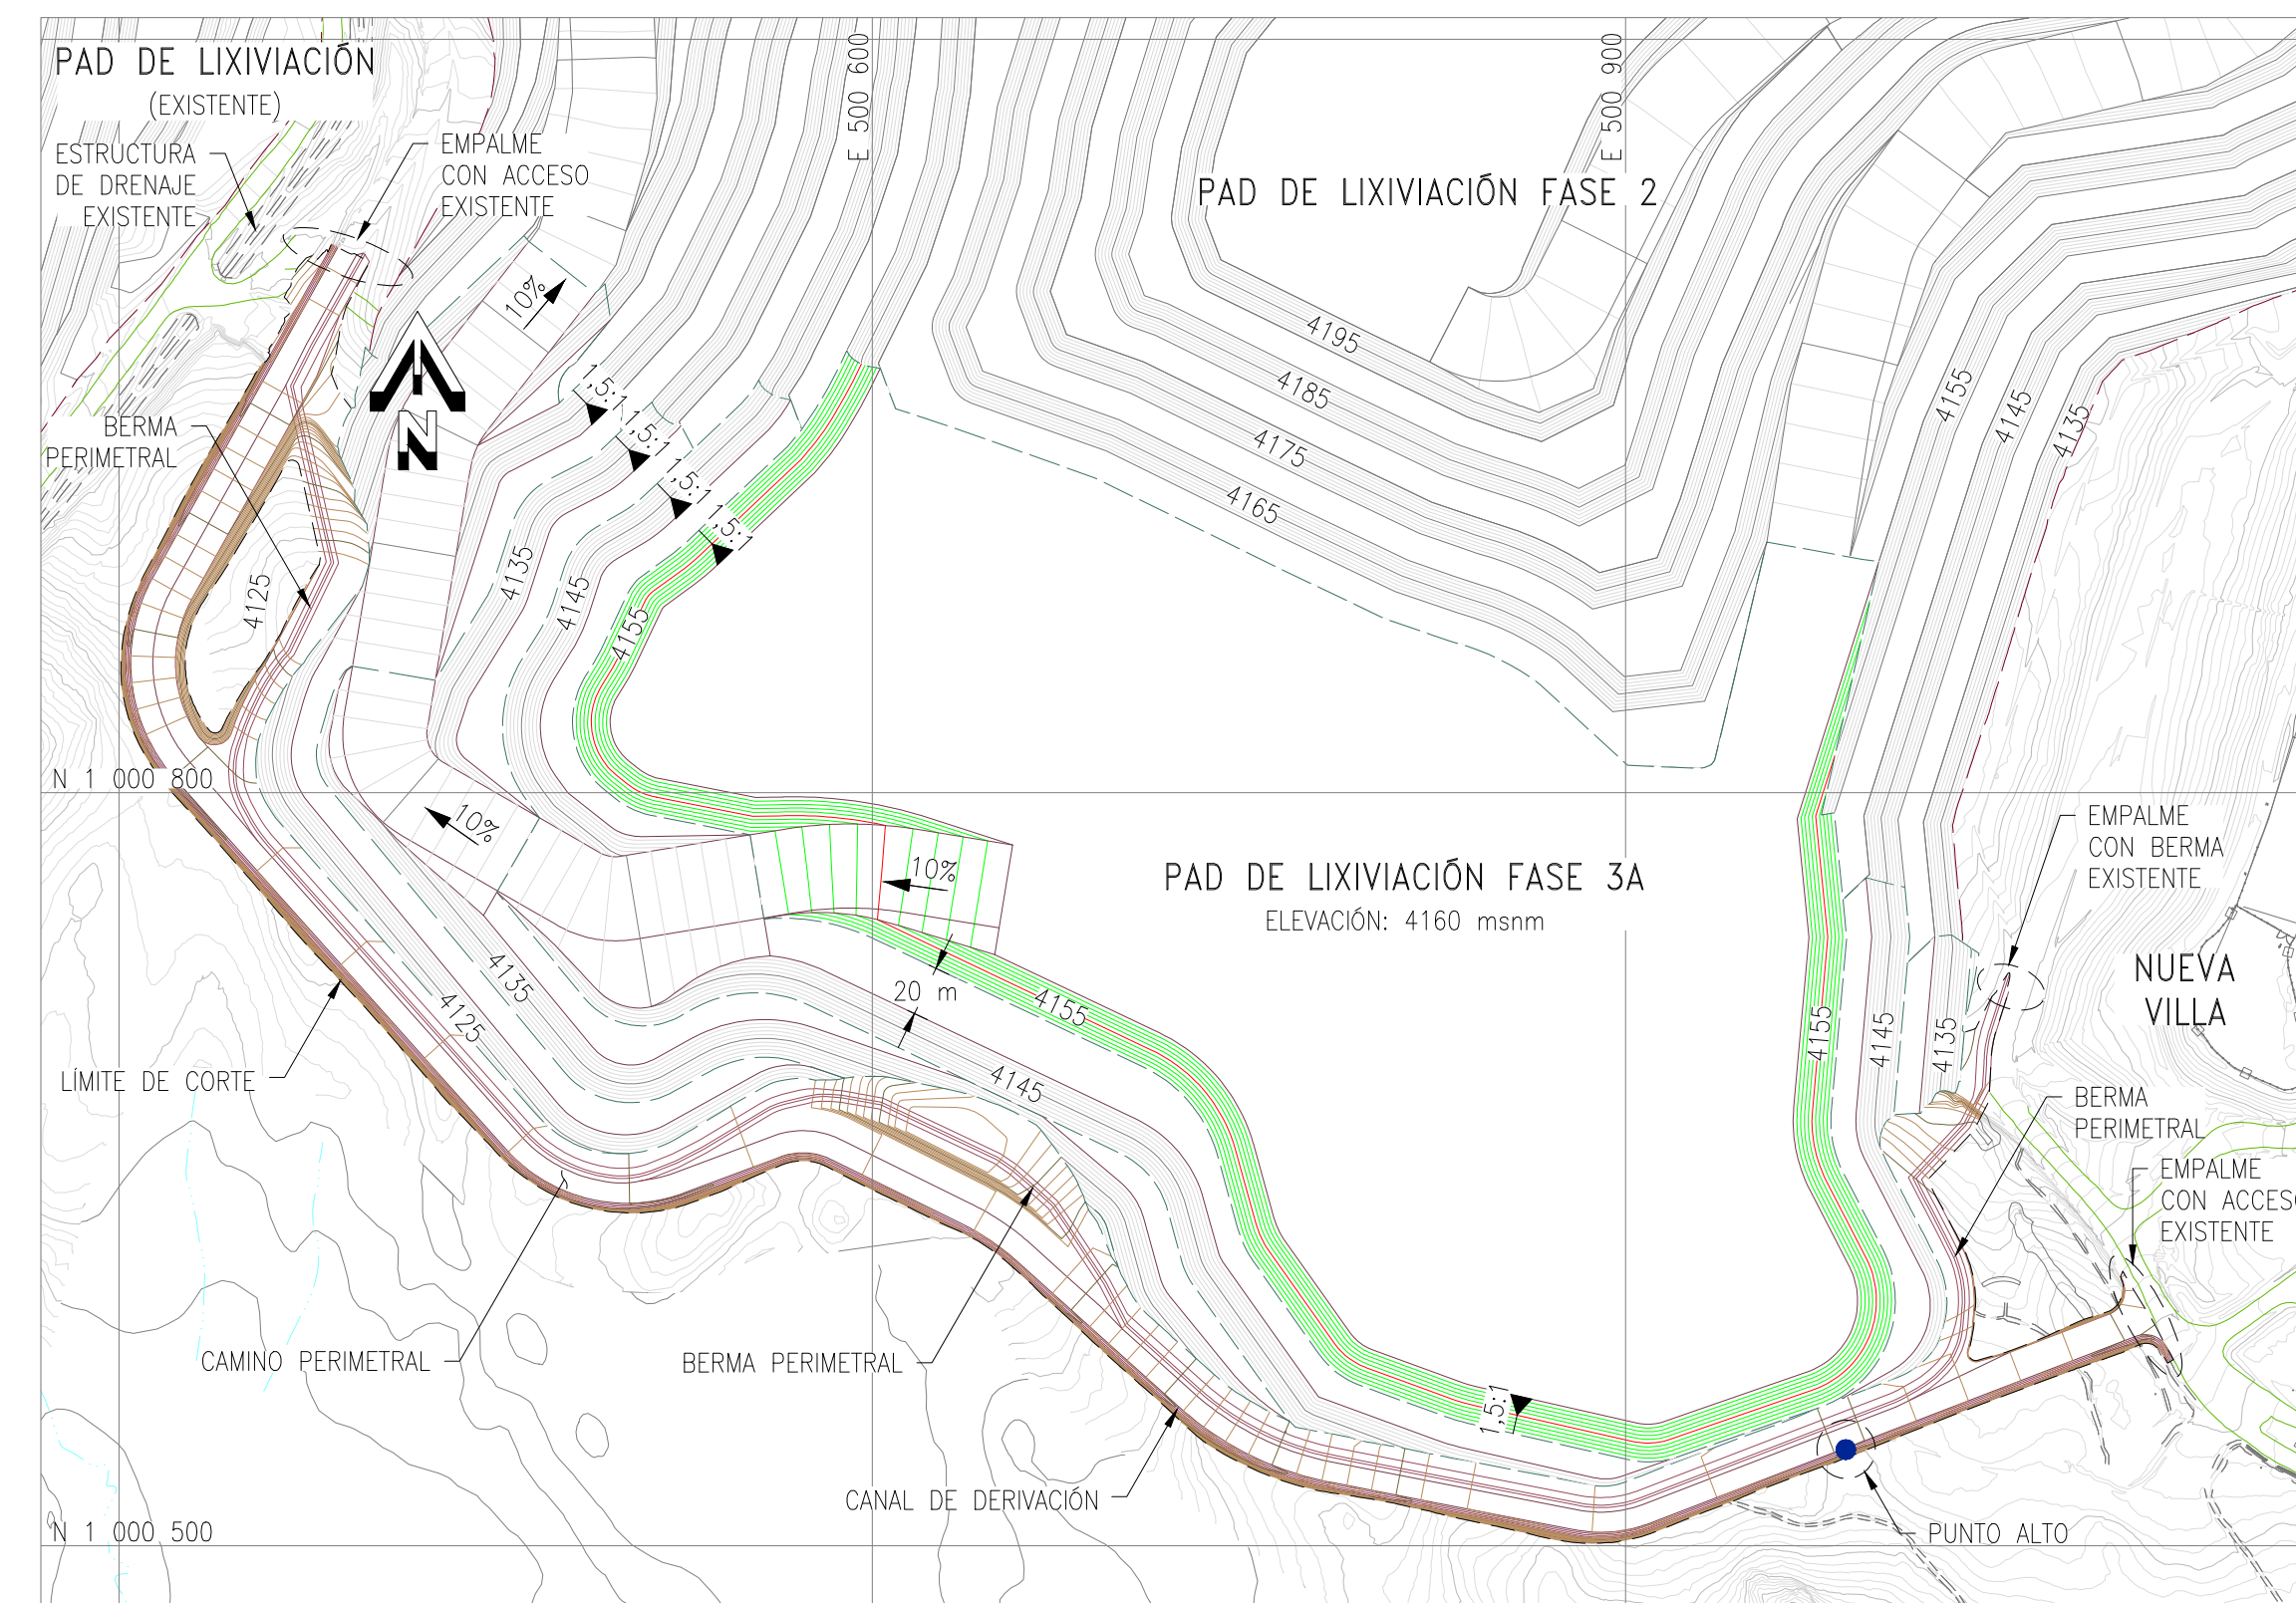 PAD DE LIXIVIACIÓN
(EXISTENTE)
ESTRUCTURA
DE DRENAJE
EXISTENTE
EMPALME
CON ACCESO
EXISTENTE
E 500 600
E 500 900
PAD DE LIXIVIACIÓN FASE 2
10%
N
BERMA
PERIMETRAL
1,5:1
1,5:1
1,5:1
1,5:1
4195
4185
4175
4165
4155
4145
4135
4125
4135
4145
4155
N 1 000 800
10%
10%
PAD DE LIXIVIACIÓN FASE 3A
ELEVACIÓN: 4160 msnm
EMPALME
CON BERMA
EXISTENTE
NUEVA
VILLA
4135
4125
20 m
4155
4145
4155
4145
4135
LÍMITE DE CORTE
BERMA
PERIMETRAL
EMPALME
CON ACCESO
EXISTENTE
CAMINO PERIMETRAL
BERMA PERIMETRAL
1,5:1
CANAL DE DERIVACIÓN
PUNTO ALTO
N 1 000 500